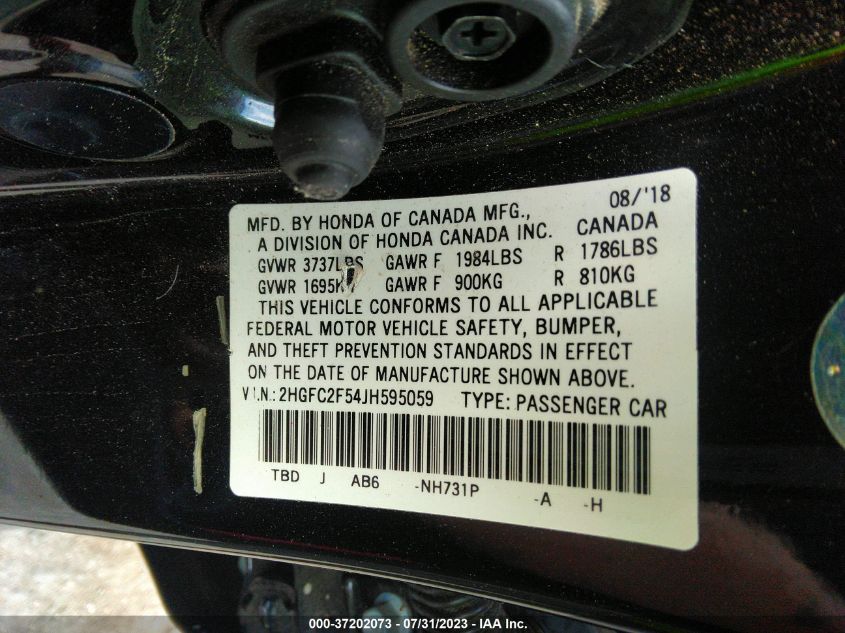 08/'18
MFD. BY HONDA OF CANADA MFG.,
A DIVISION OF HONDA CANADA INC. CANADA
GVWR 3737LBS GAWR F 1984LBS R 1786LBS
GVWR 1695KG GAWR F 900KG R 810KG
THIS VEHICLE CONFORMS TO ALL APPLICABLE
FEDERAL MOTOR VEHICLE SAFETY, BUMPER,
AND THEFT PREVENTION STANDARDS IN EFFECT
ON THE DATE OF MANUFACTURE SHOWN ABOVE.
V.I.N.: 2HGFC2F54JH595059 TYPE: PASSENGER CAR
TBD J AB6 -NH731P -A -H
000-37202073 - 07/31/2023 - IAA Inc.